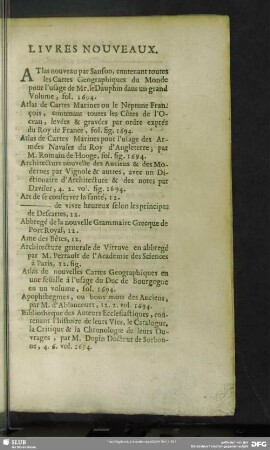 LIVRES NOUVEAUX.
ATlas nouveau par Sanson, contenant toutes
les Cartes Geographiques du Monde
pour l'usage de Mr. le Dauphin dans un grand
Volume, fol. 1694.
Atlas de Cartes Marines ou le Neptune Fran-
çois, contenant toutes les Côtes de l'O-
cean, levées & gravées par ordre exprés
du Roy de France, fol. fig. 1694.
Atlas de Cartes Marines pour l'usage des Ar-
mées Navales du Roy d'Angleterre, par
M. Romain de Hooge, fol. fig. 1694.
Architecture nouvelle des Anciens & des Mo-
dernes par Vignole & autres, avec un Di-
ctionaire d'Architecture & des notes par
Daviler, 4. 2. vol. fig. 1694.
Art de se conserver la santé, 12.
de vivre heureux selon les principes
de Descartes, 12.
Abbregé de la nouvelle Grammaire Grecque de
Port Royal, 12.
Ame des Bêtes, 12.
Architecture generale de Vitruve en abbregé
par M. Perrault de l'Academie des Sciences
à Paris, 12. fig.
Atlas de nouvelles Cartes Geographiques en
une feüille à l'usage du Duc de Bourgogne
en un volume, fol. 1694.
Apophthegmes, ou bons mots des Anciens,
par M. d'Ablancourt, 12. 2. vol. 1694.
Bibliotheque des Auteurs Ecclesiastiques, con-
tenant l'histoire de leurs Vies, le Catalogue,
la Critique & la Chronologie de leurs Ou-
vrages, par M. Dupin Docteur de Sorbon-
ne, 4. 6. vol. 1694.
SLUB